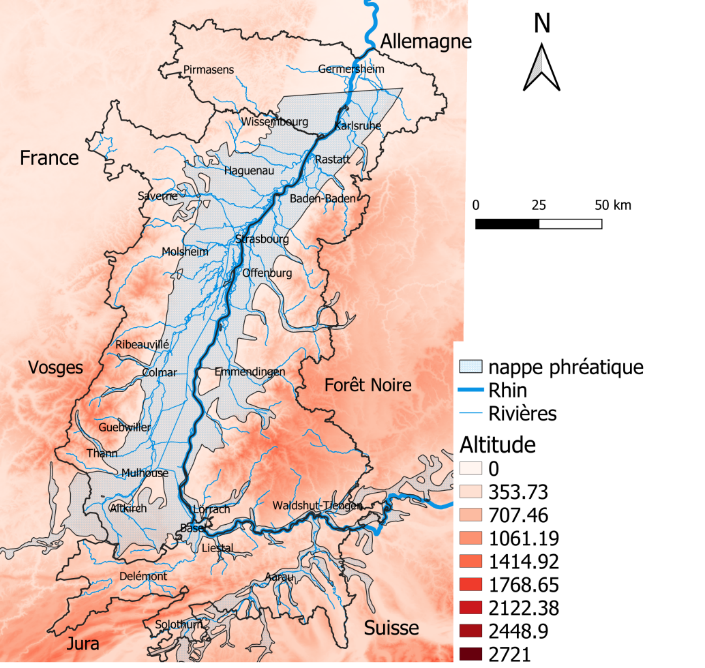 N
Allemagne
Pirmasens
Germersheim
Wissembourg
Karlsruhe
France
Rastatt
Haguenau
Saverne
Baden-Baden
0 25 50 km
Strasbourg
Molsheim
Offenburg
Ribeauvillé
Vosges
Colmar
Emmendingen
Forêt Noire
Guebwiller
Thann
Mulhouse
Altkirch
Lörrach
Waldshut-Tiengen
Basel
Liestal
Delémont
Aarau
Solothurn
Suisse
Jura
nappe phréatique
Rhin
Rivières
Altitude
0
353.73
707.46
1061.19
1414.92
1768.65
2122.38
2448.9
2721